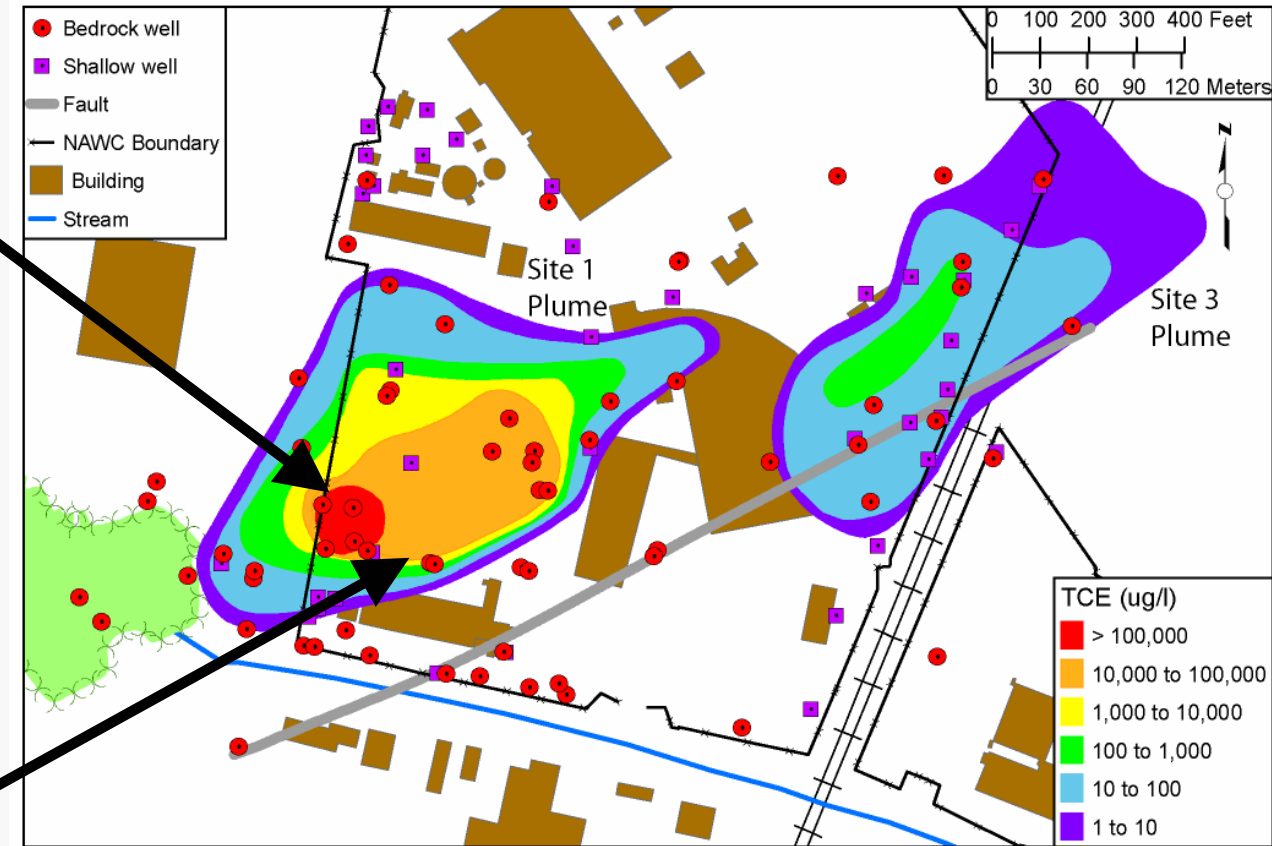 Bedrock well
Shallow well
Fault
NAWC Boundary
Building
Stream
0 100 200 300 400 Feet
0 30 60 90 120 Meters
N
Site 1
Plume
Site 3
Plume
TCE (ug/l)
> 100,000
10,000 to 100,000
1,000 to 10,000
100 to 1,000
10 to 100
1 to 10